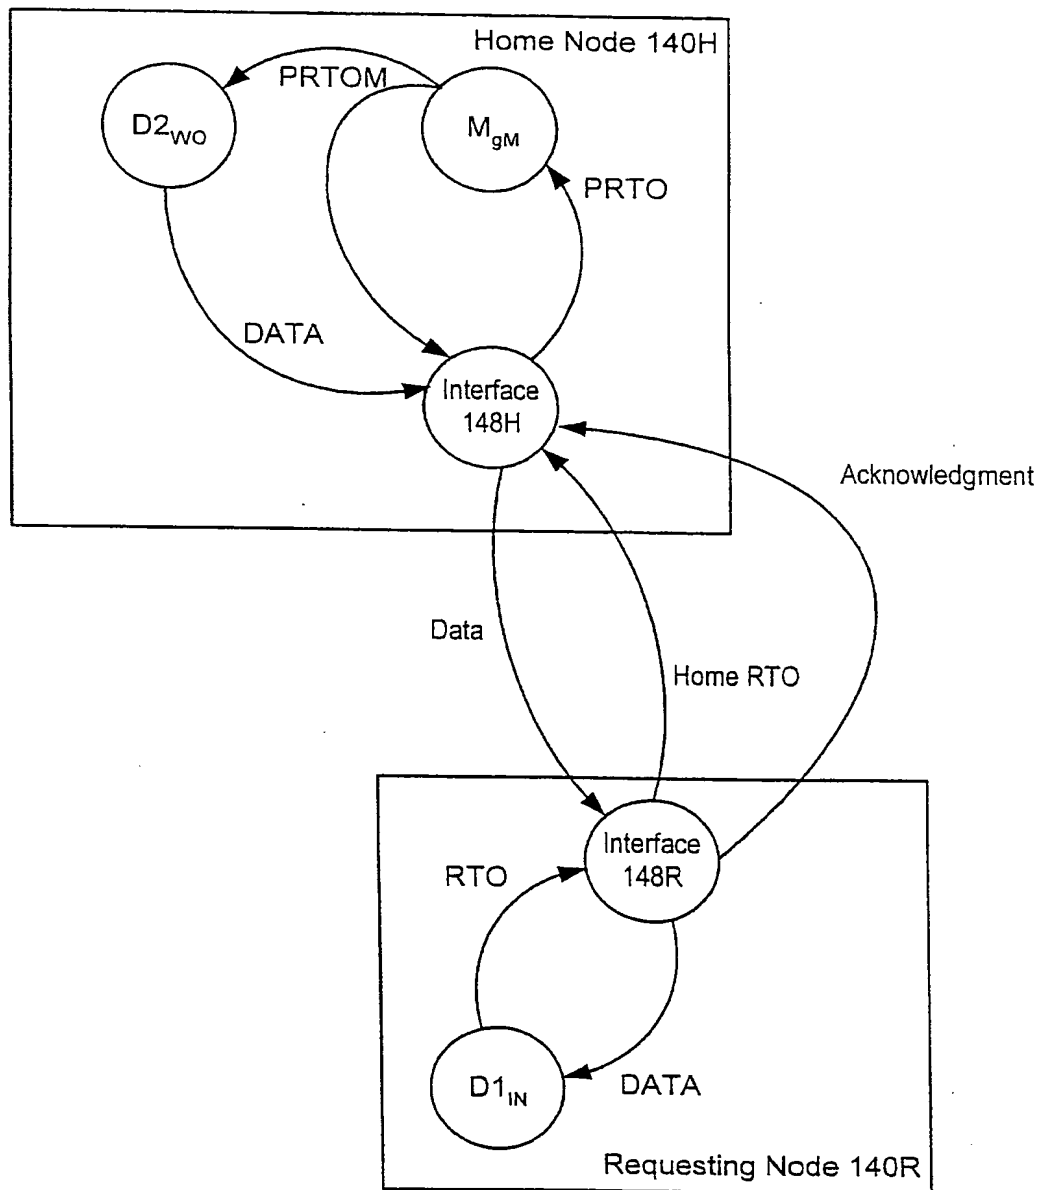 Home Node 140H
PRTOM
D2WO
MgM
PRTO
DATA
Interface
148H
Acknowledgment
Data
Home RTO
Interface
148R
RTO
D1IN
DATA
Requesting Node 140R